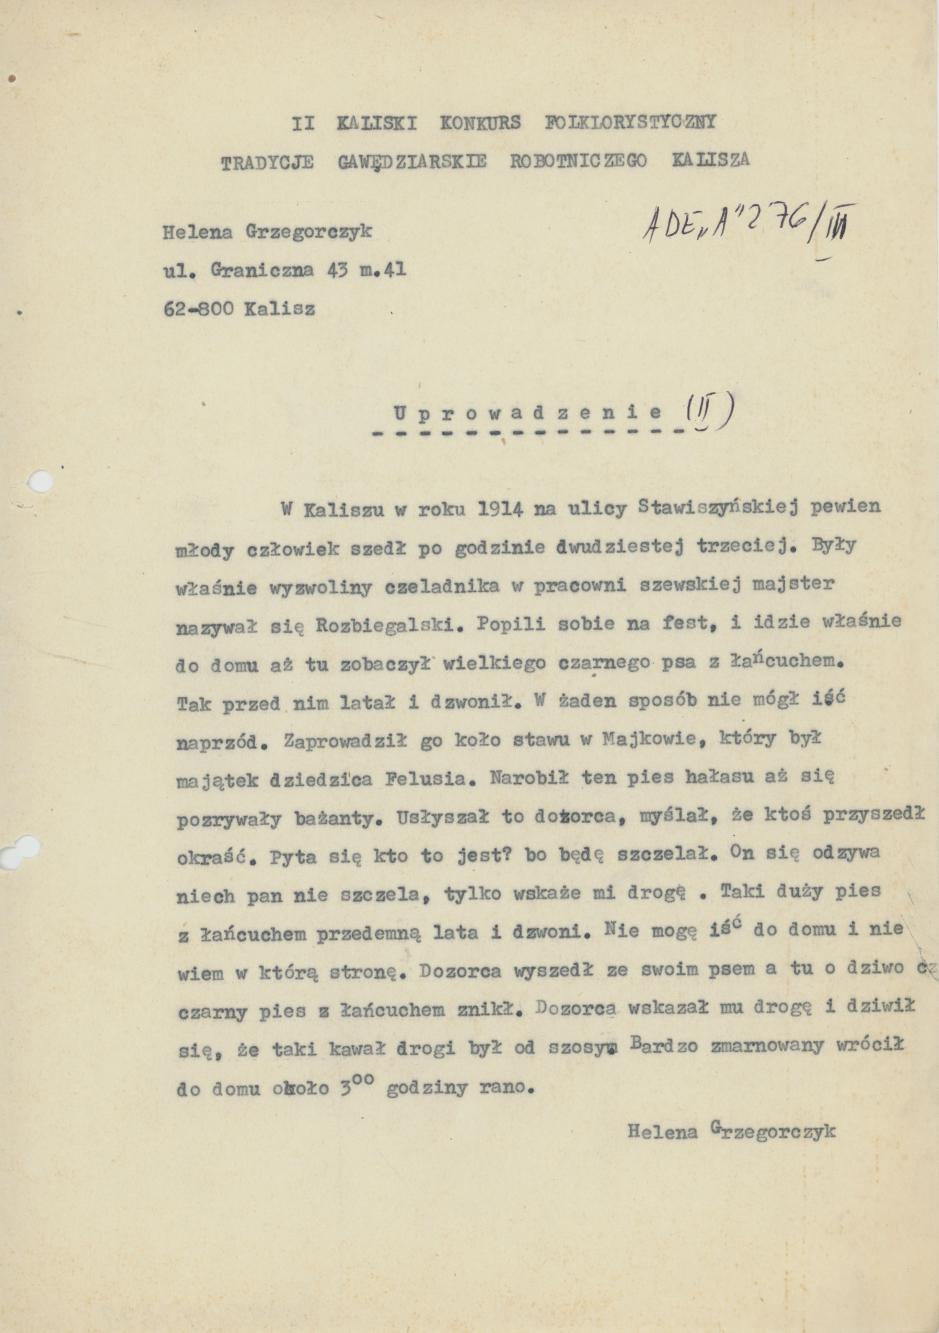 II KALISKI KONKURS FOLKLORYSTYCZNY
TRADYCJE GAWĘDZIARSKIE ROBOTNICZEGO KALISZA
ADE„A"276/III
Helena Grzegorczyk
ul. Graniczna 43 m.41
62-800 Kalisz
Uprowadzenie (II)
W Kaliszu w roku 1914 na ulicy Stawiszyńskiej pewien
młody człowiek szedł po godzinie dwudziestej trzeciej. Były
właśnie wyzwoliny czeladnika w pracowni szewskiej majster
nazywał się Rozbiegalski. Popili sobie na fest, i idzie właśnie
do domu aż tu zobaczył wielkiego czarnego psa z łańcuchem.
Tak przed nim latał i dzwonił. W żaden sposób nie mógł iść
naprzód. Zaprowadził go koło stawu w Majkowie, który był
majątek dziedzica Felusia. Narobił ten pies hałasu aż się
pozrywały bażanty. Usłyszał to dozorca, myślał, że ktoś przyszedł
okraść. Pyta się kto to jest? bo będę szczelał. On się odzywa
niech pan nie szczela, tylko wskaże mi drogę . Taki duży pies
z łańcuchem przedemną lata i dzwoni. Nie mogę iść do domu i nie
wiem w którą stronę. Dozorca wyszedł ze swoim psem a tu o dziwo cz
czarny pies z łańcuchem znikł. Dozorca wskazał mu drogę i dziwił
się, że taki kawał drogi był od szosy. Bardzo zmarnowany wrócił
do domu około 3⁰⁰ godziny rano.
Helena Grzegorczyk